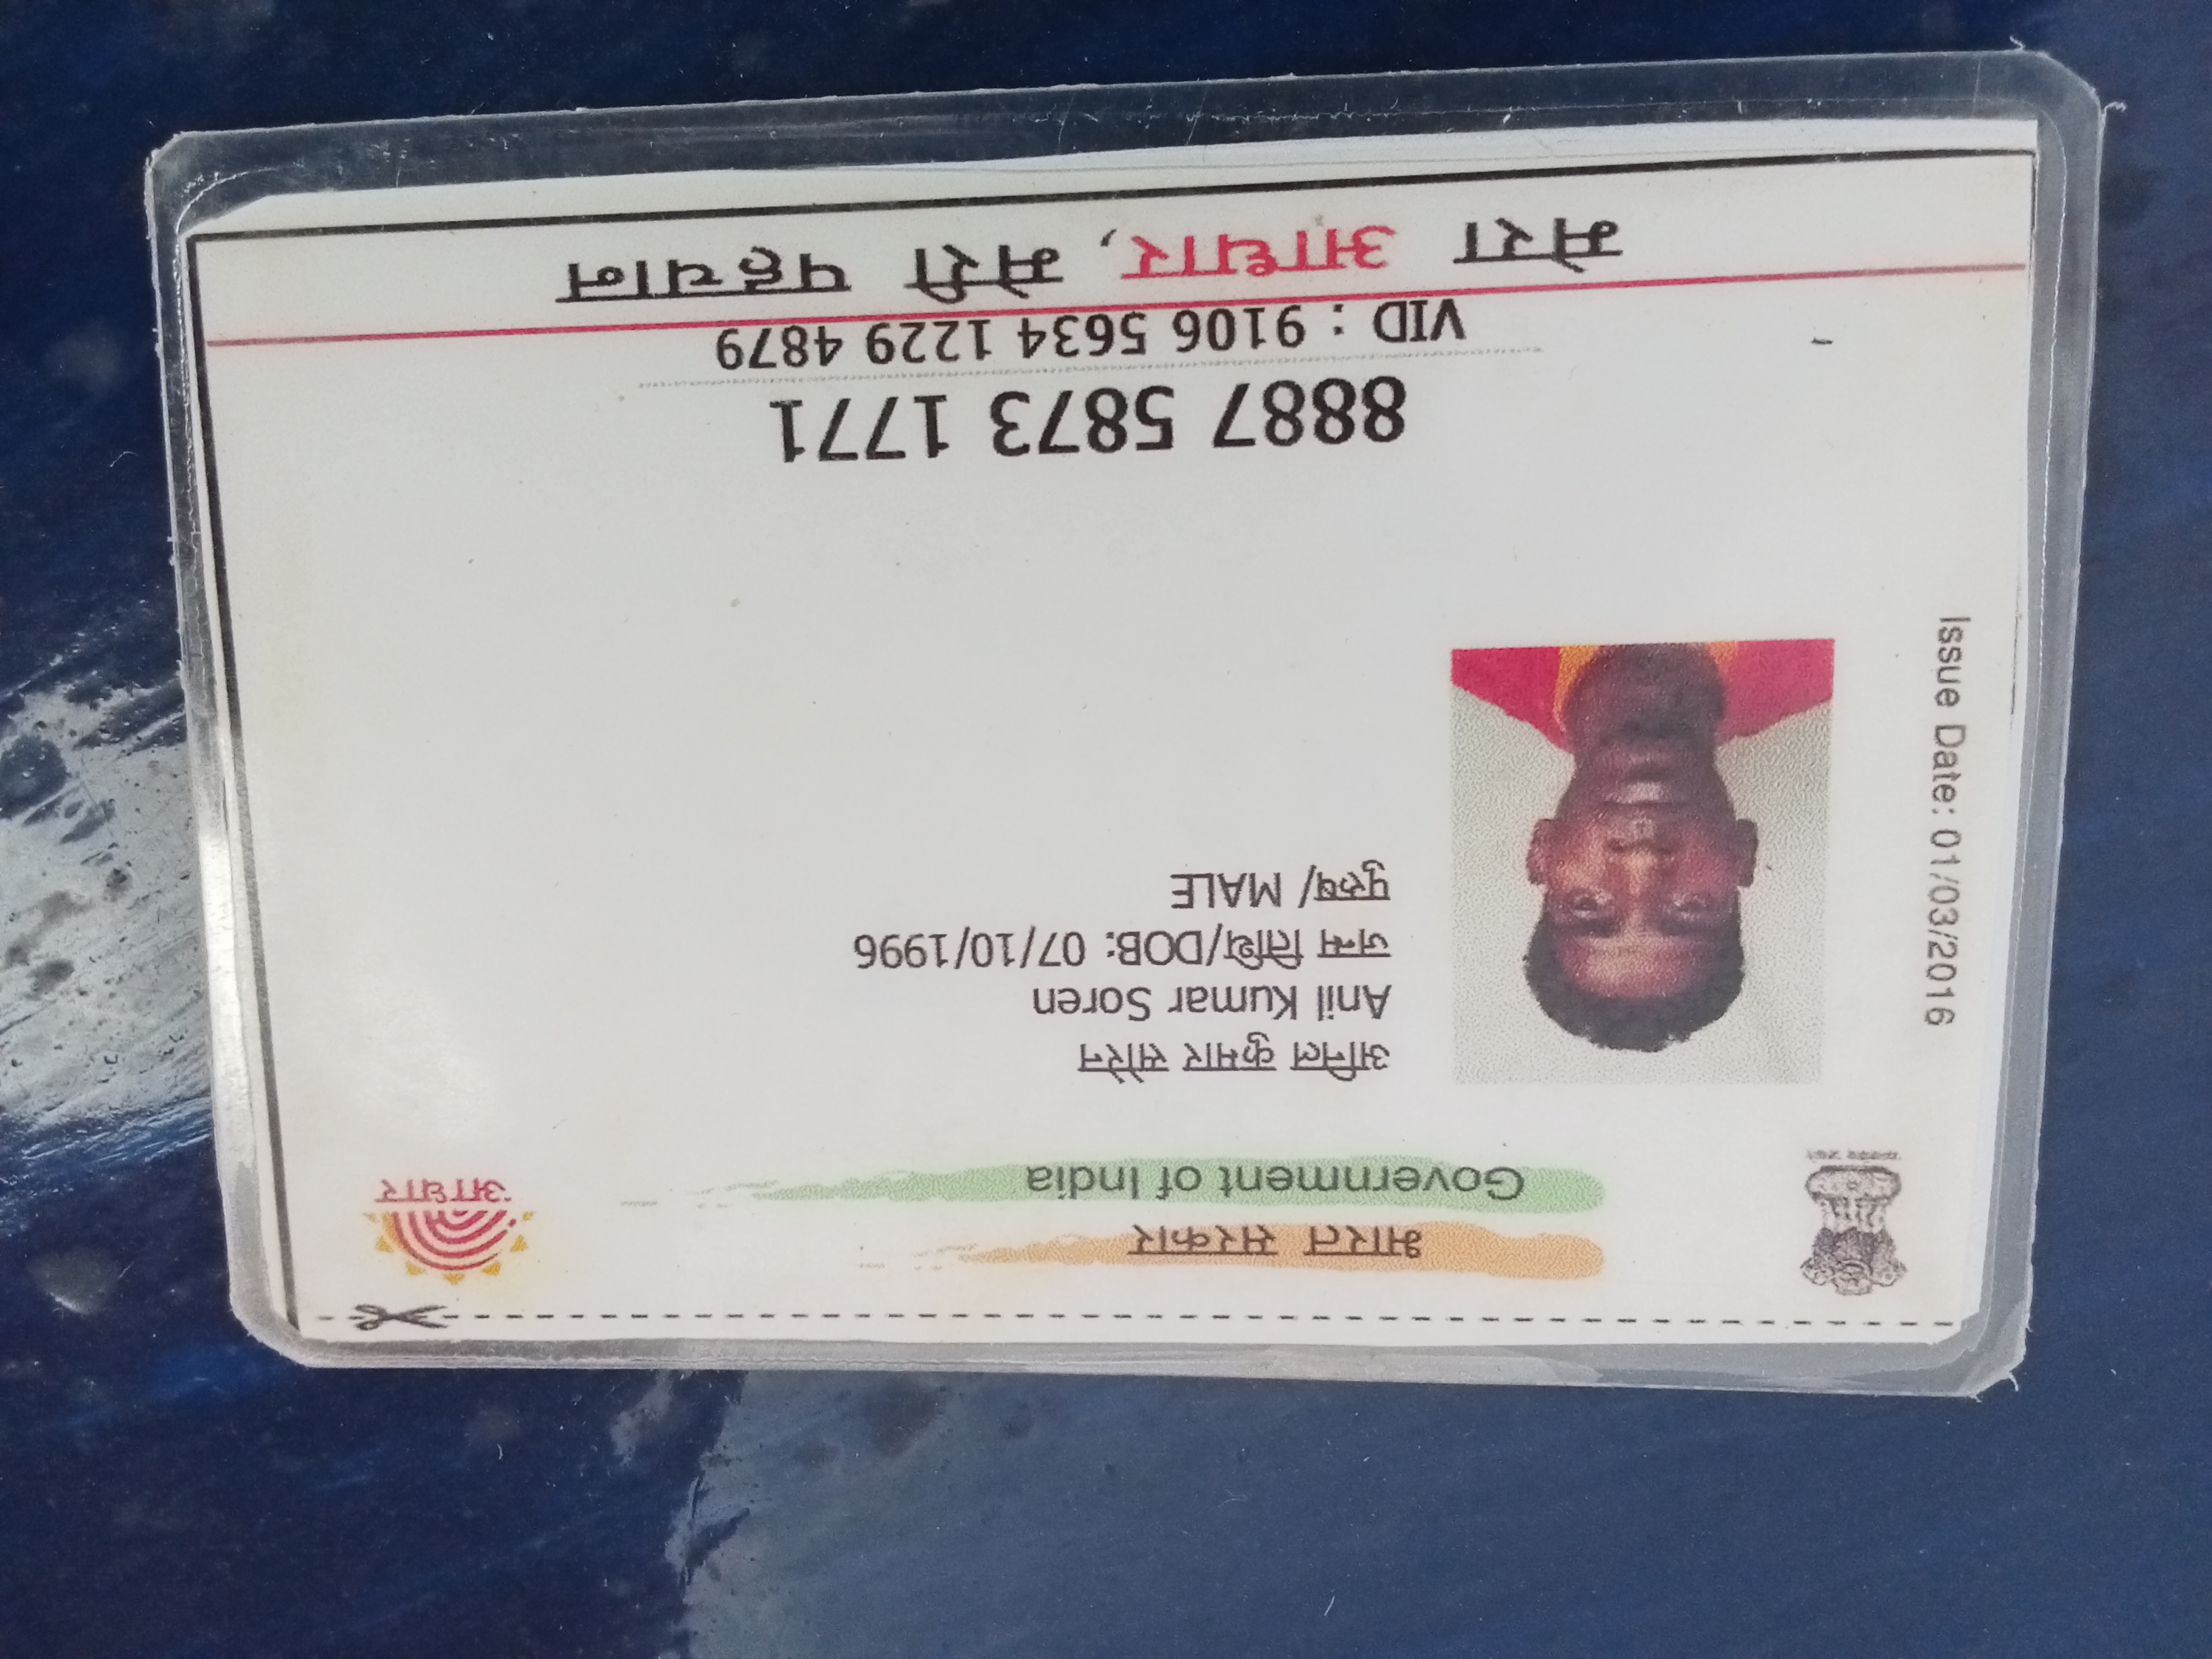 भारत सरकार
Government of India
आधार
अनिल कुमार सोरेन
Anil Kumar Soren
जन्म तिथि/DOB: 07/10/1996
पुरुष/ MALE
Issue Date: 01/03/2016
8887 5873 1771
VID : 9106 5634 1229 4879
मेरा आधार, मेरी पहचान